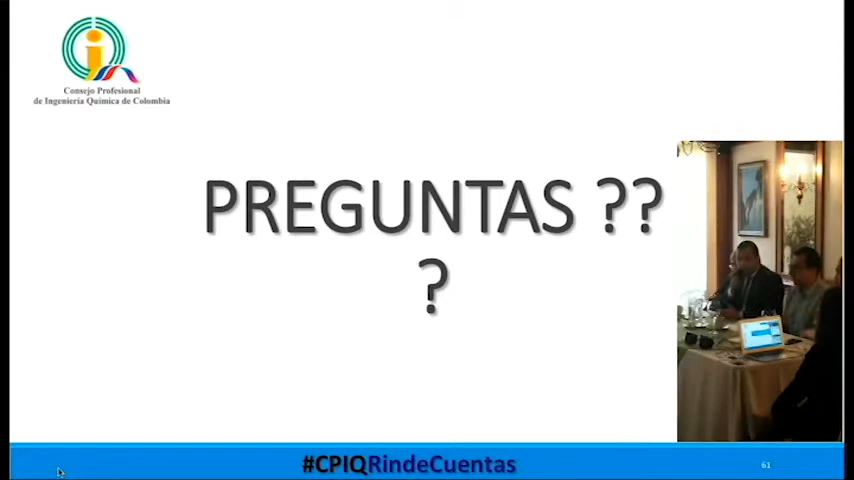 Consejo Profesional
de Ingeniería Química de Colombia
PREGUNTAS ??
?
#CPIQRindeCuentas
61